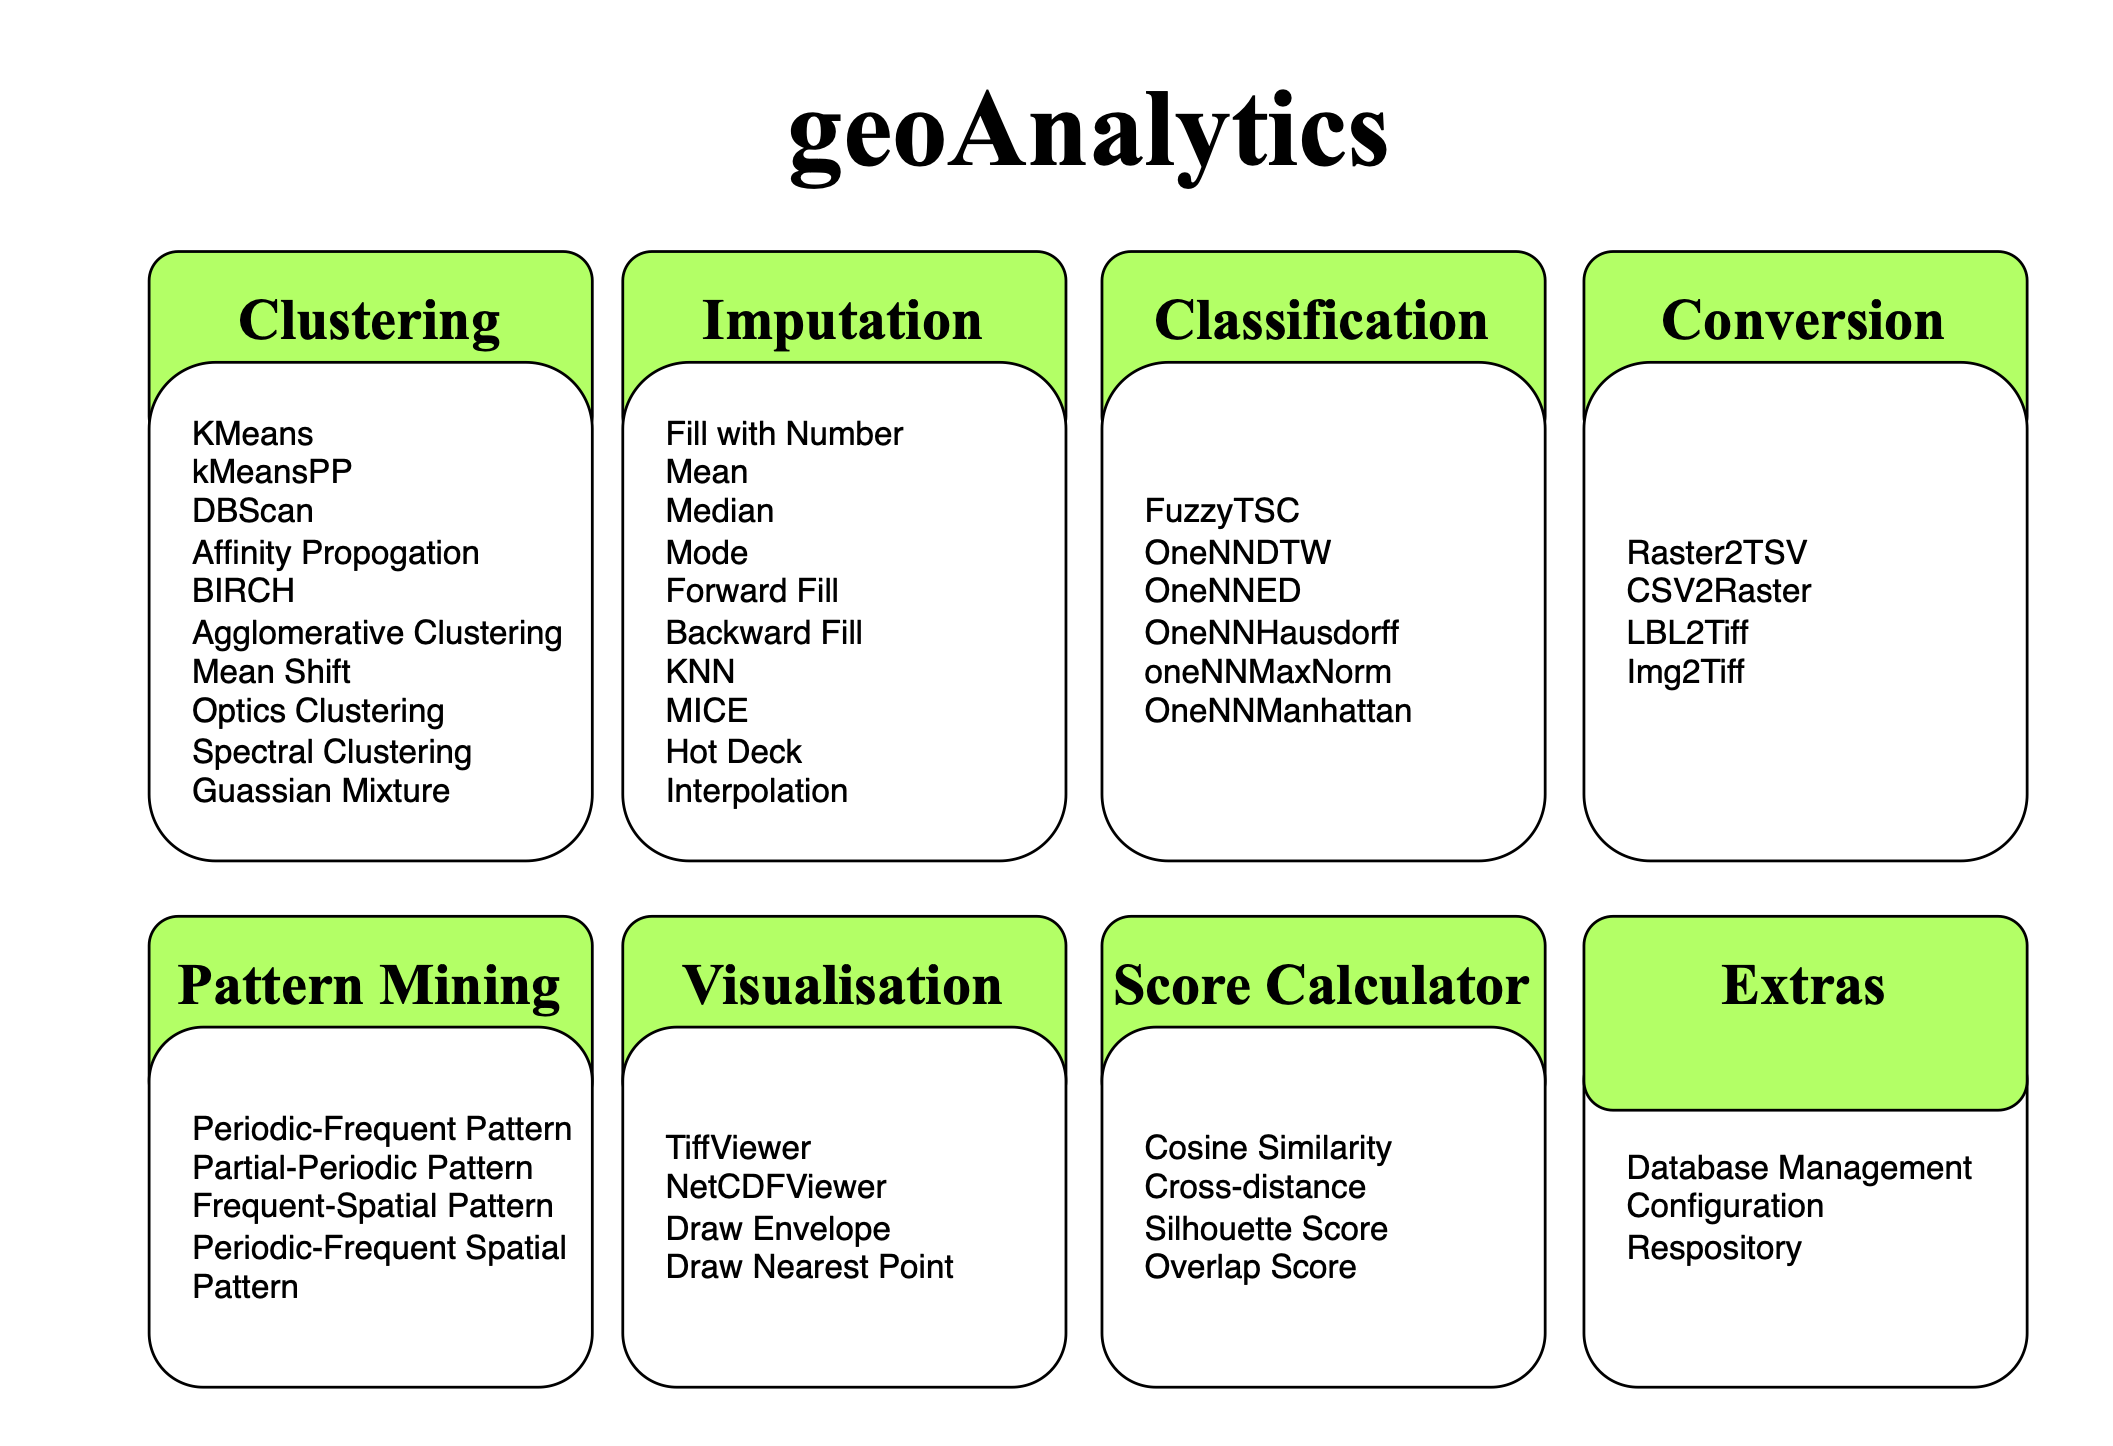 geoAnalytics
Clustering
KMeans
kMeansPP
DBScan
Affinity Propogation
BIRCH
Agglomerative Clustering
Mean Shift
Optics Clustering
Spectral Clustering
Guassian Mixture
Imputation
Fill with Number
Mean
Median
Mode
Forward Fill
Backward Fill
KNN
MICE
Hot Deck
Interpolation
Classification
FuzzyTSC
OneNNDTW
OneNNED
OneNNHausdorff
oneNNMaxNorm
OneNNManhattan
Conversion
Raster2TSV
CSV2Raster
LBL2Tiff
Img2Tiff
Pattern Mining
Periodic-Frequent Pattern
Partial-Periodic Pattern
Frequent-Spatial Pattern
Periodic-Frequent Spatial
Pattern
Visualisation
TiffViewer
NetCDFViewer
Draw Envelope
Draw Nearest Point
Score Calculator
Cosine Similarity
Cross-distance
Silhouette Score
Overlap Score
Extras
Database Management
Configuration
Respository